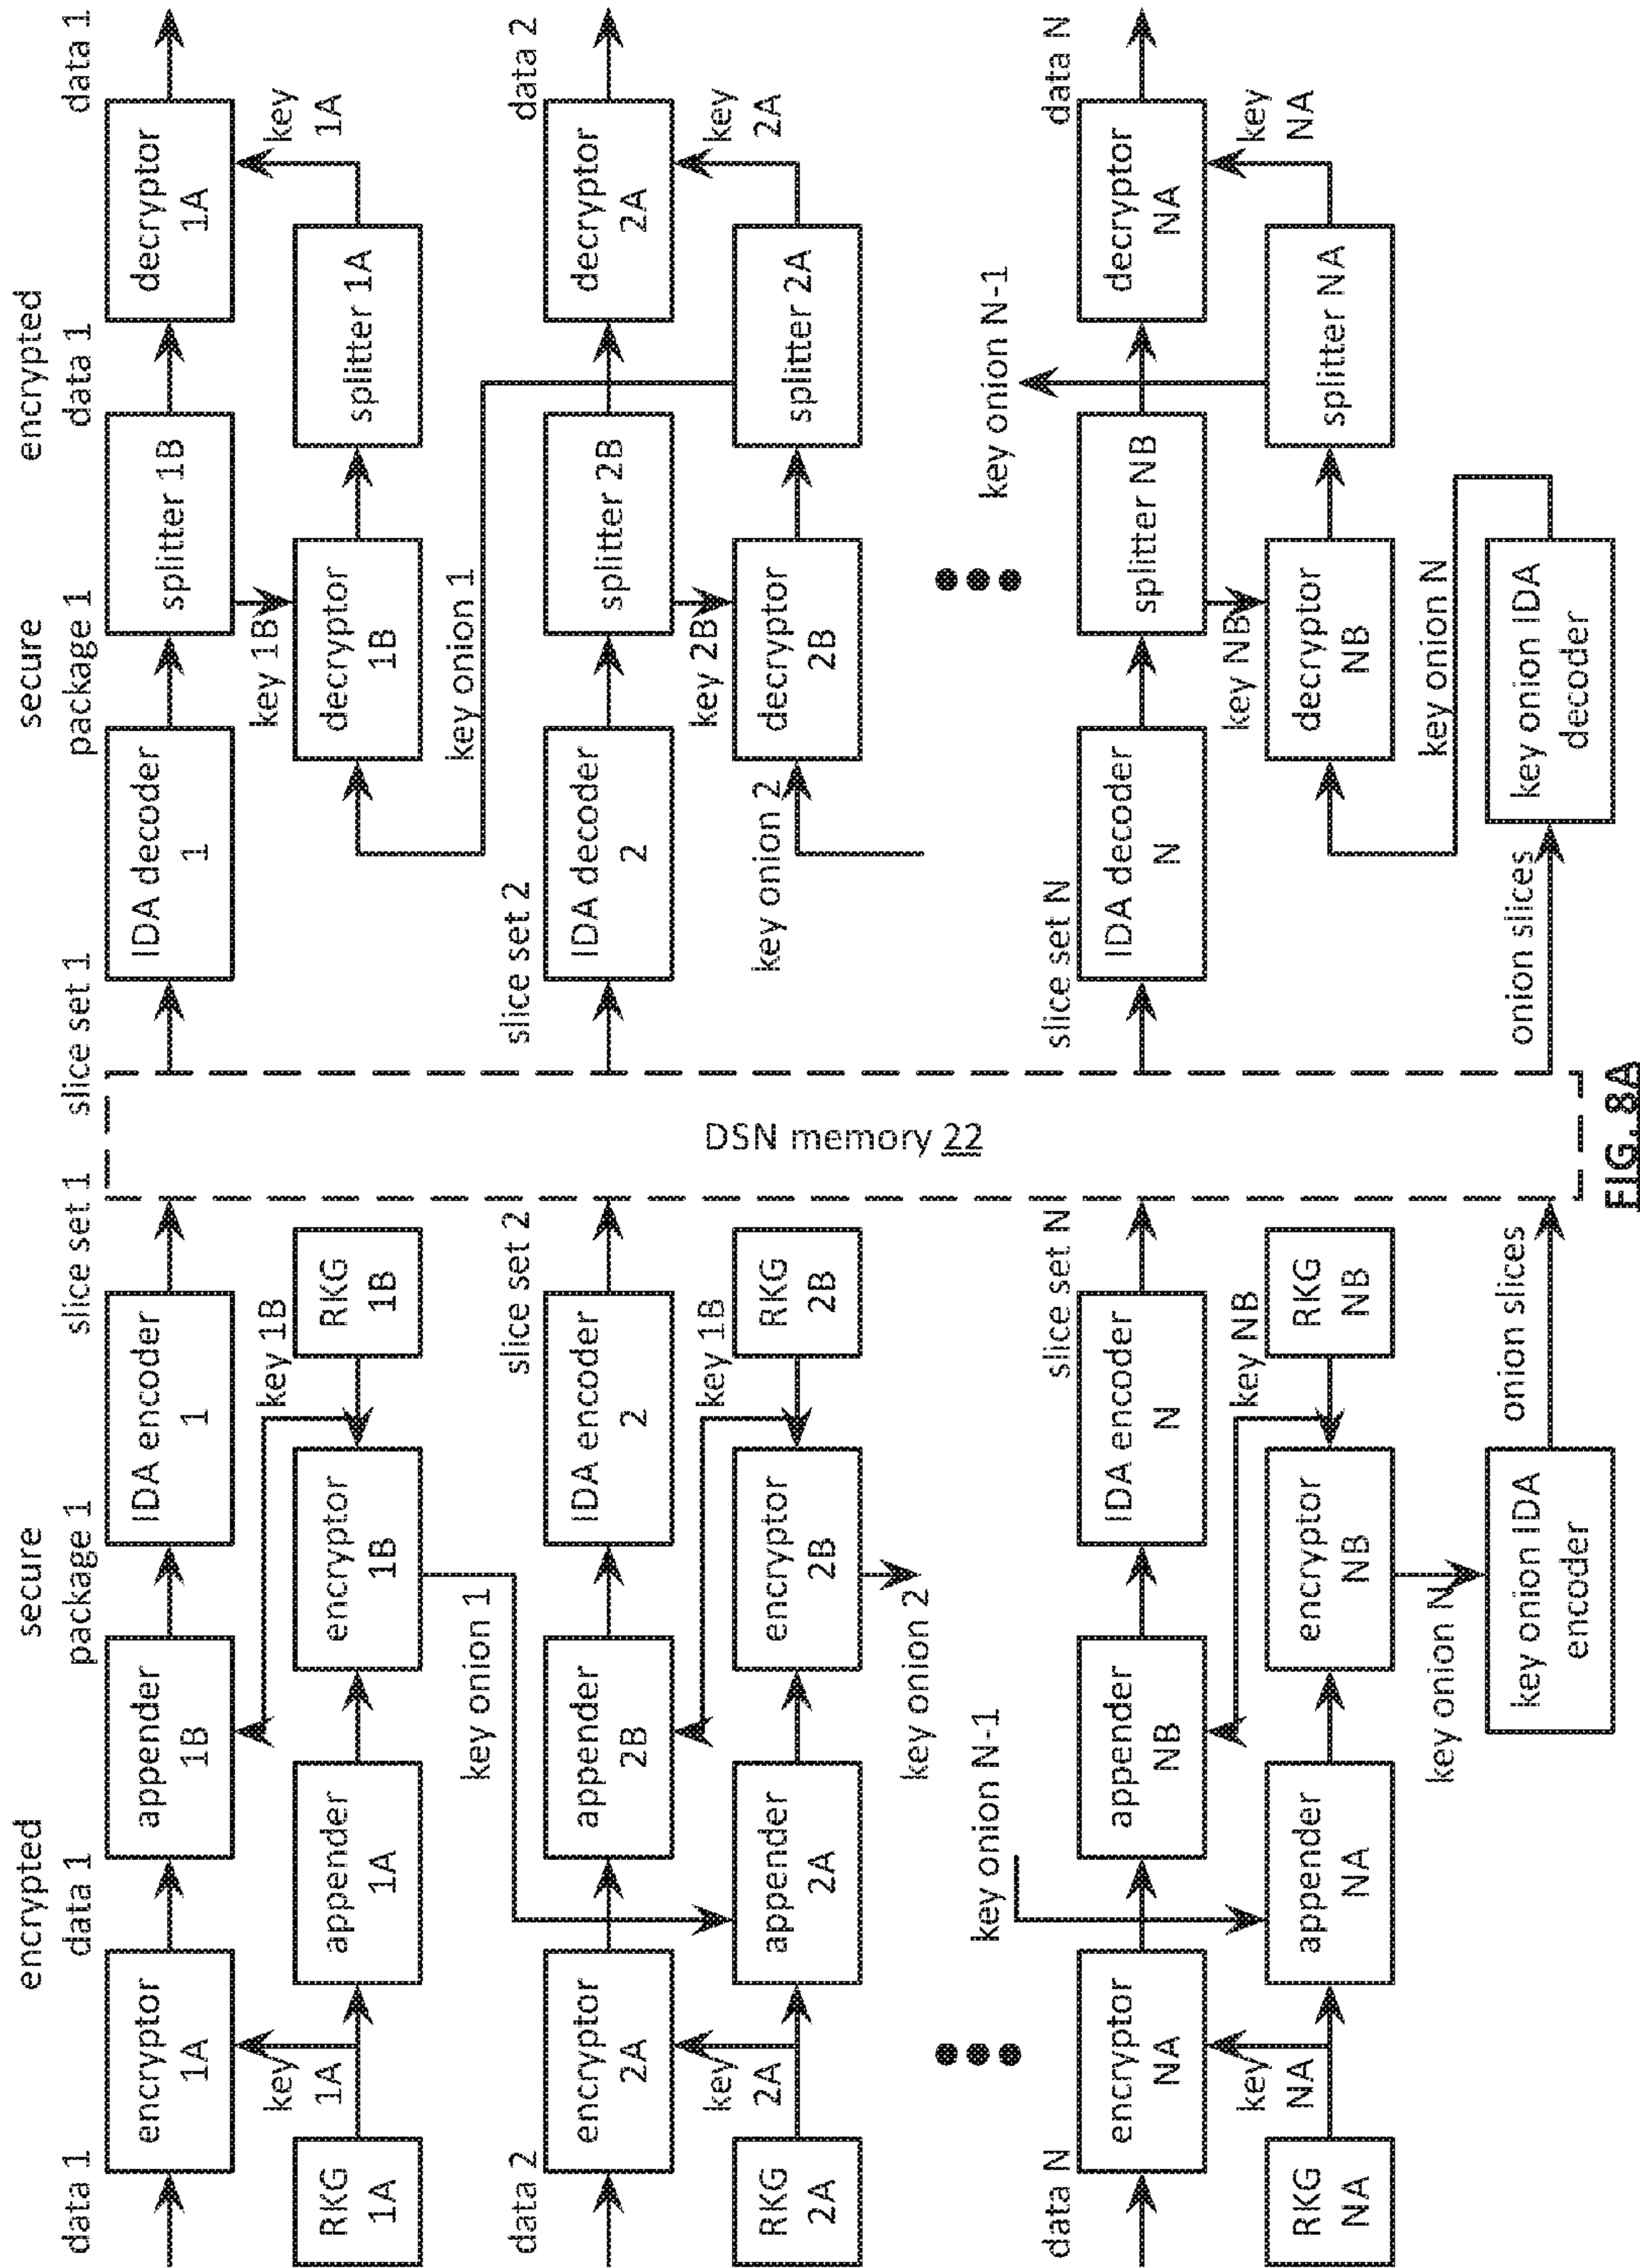 encrypted
secure
secure
encrypted
data 1
data 1
package 1
slice set 1
slice set 1
package 1
data 1
data 1
encryptor
1A
appender
1B
IDA encoder
1
IDA decoder
1
splitter 1B
decryptor
1A
key
1A
key 1B
key 1B
key
1A
RKG
1A
appender
1A
encryptor
1B
RKG
1B
decryptor
1B
splitter 1A
key onion 1
key onion 1
data 2
slice set 2
slice set 2
data 2
encryptor
2A
appender
2B
IDA encoder
2
DSN memory 22
IDA decoder
2
splitter 2B
decryptor
2A
key
2A
key 1B
key 2B
key
2A
RKG
2A
appender
2A
encryptor
2B
RKG
2B
key onion 2
decryptor
2B
splitter 2A
key onion 2
key onion N-1
key onion N-1
data N
slice set N
slice set N
data N
encryptor
NA
appender
NB
IDA encoder
N
IDA decoder
N
splitter NB
decryptor
NA
key
NA
key NB
key NB
key
NA
RKG
NA
appender
NA
encryptor
NB
RKG
NB
decryptor
NB
splitter NA
key onion N
key onion N
key onion IDA
encoder
onion slices
onion slices
key onion IDA
decoder
FIG. 8A